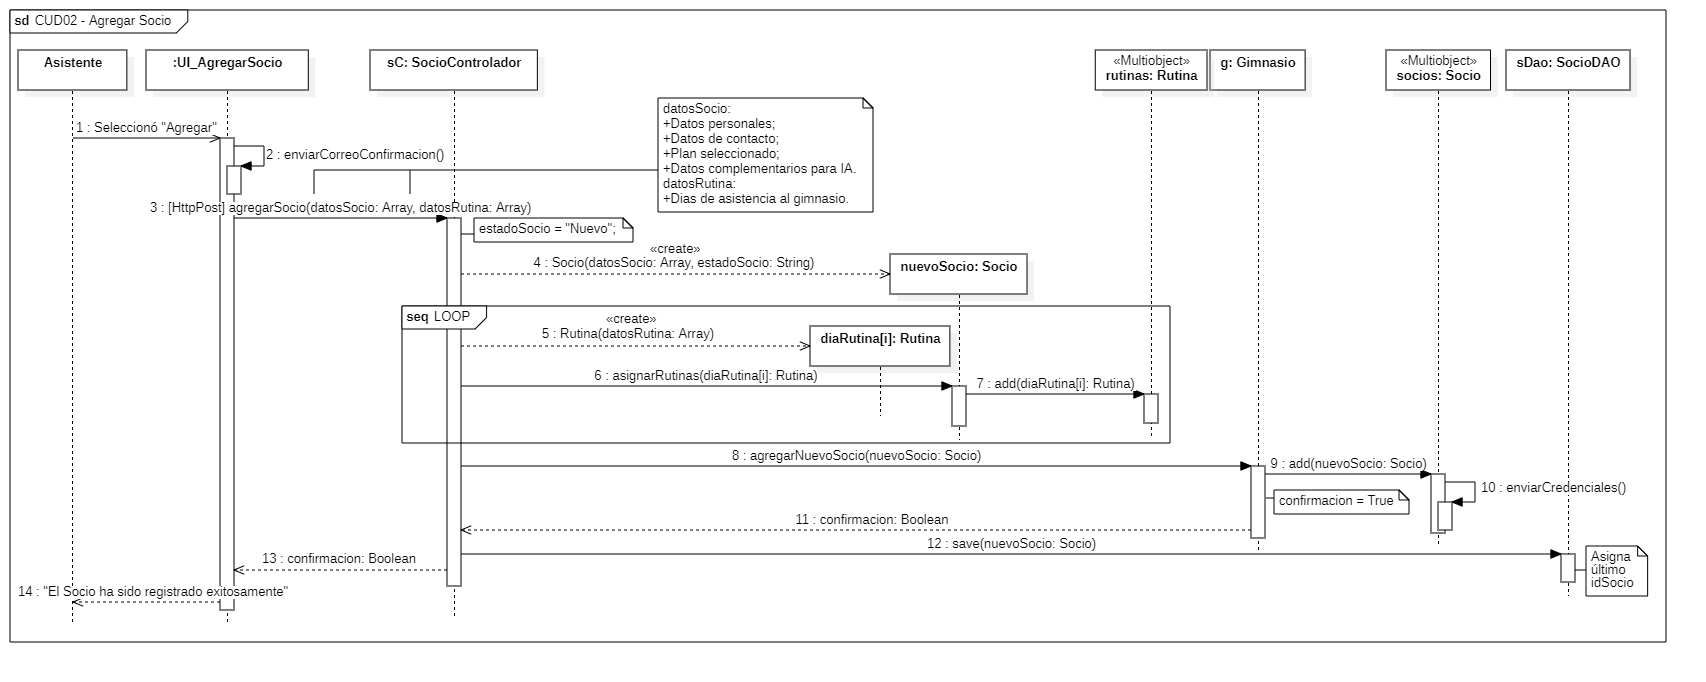 sd CUD02 - Agregar Socio
Asistente
:UI_AgregarSocio
sC: SocioControlador
«Multiobject»
rutinas: Rutina
g: Gimnasio
«Multiobject»
socios: Socio
sDao: SocioDAO
datosSocio:
+Datos personales;
+Datos de contacto;
+Plan seleccionado;
+Datos complementarios para IA.
datosRutina:
+Dias de asistencia al gimnasio.
1 : Seleccionó "Agregar"
2 : enviarCorreoConfirmacion()
3 : [HttpPost] agregarSocio(datosSocio: Array, datosRutina: Array)
estadoSocio = "Nuevo";
«create»
4 : Socio(datosSocio: Array, estadoSocio: String)
nuevoSocio: Socio
seq LOOP
«create»
5 : Rutina(datosRutina: Array)
diaRutina[i]: Rutina
6 : asignarRutinas(diaRutina[i]: Rutina)
7 : add(diaRutina[i]: Rutina)
8 : agregarNuevoSocio(nuevoSocio: Socio)
9 : add(nuevoSocio: Socio)
10 : enviarCredenciales()
confirmacion = True
11 : confirmacion: Boolean
12 : save(nuevoSocio: Socio)
Asigna
último
idSocio
13 : confirmacion: Boolean
14 : "El Socio ha sido registrado exitosamente"